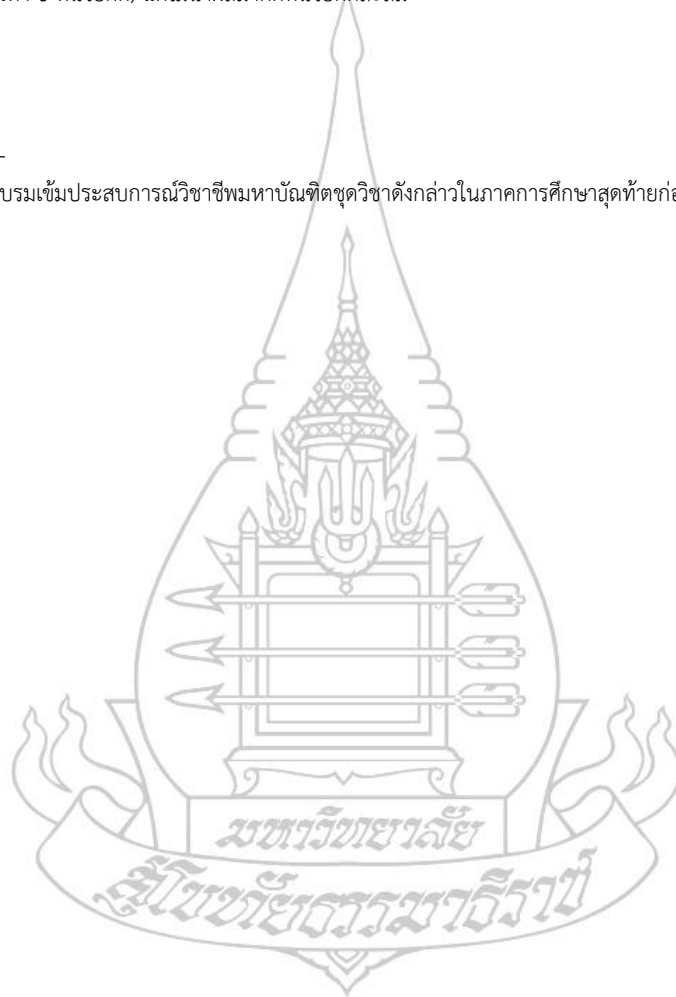 บรมเข้มประสบการณ์วิชาชีพมหาบัณฑิตชุดวิชาดังกล่าวในภาคการศึกษาสุดท้ายก่อ
มหาวิทยาลัย
สุโขทัยธรรมาธิราช